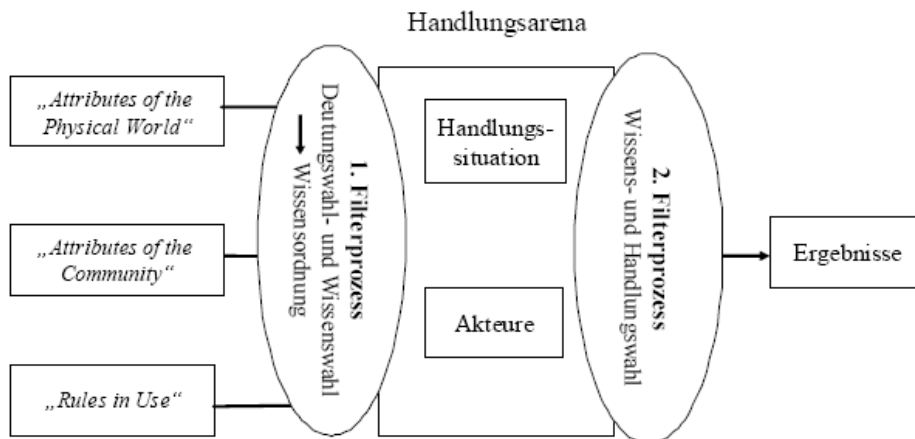 Handlungsarena
„Attributes of the
Physical World“
„Attributes of the
Community“
„Rules in Use“
1. Filterprozess
Deutungswahl- und Wissenswahl
Wissensordnung
Handlungs-
situation
Akteure
2. Filterprozess
Wissens- und Handlungswahl
Ergebnisse